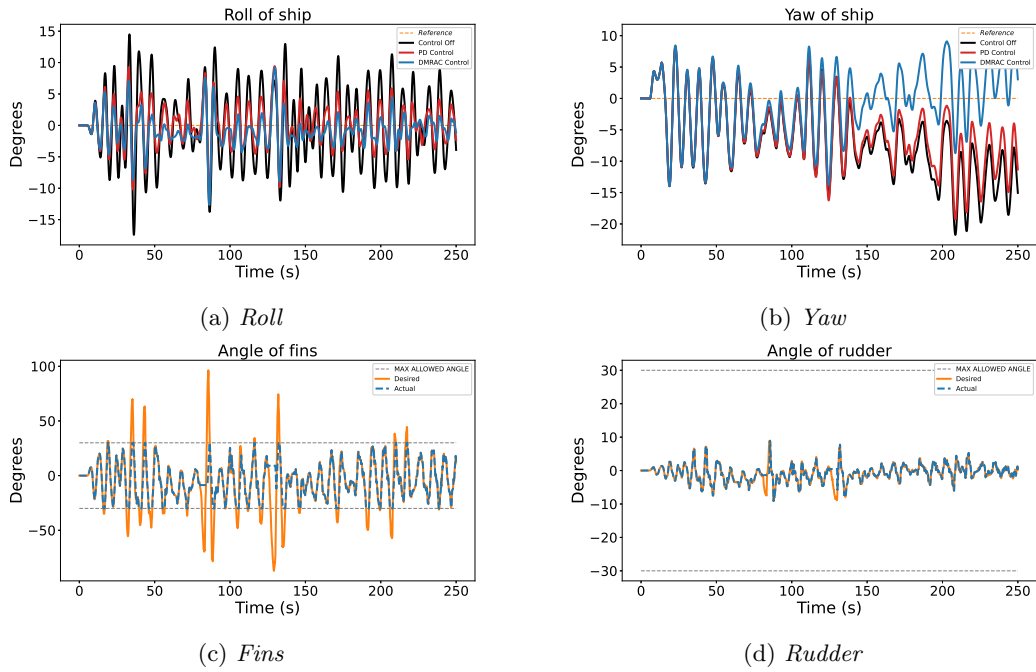 Roll of ship
Degrees
15
10
5
0
−5
−10
−15
Reference
Control Off
PD Control
DMRAC Control
0
50
100
150
200
250
Time (s)
(a) Roll
Yaw of ship
Degrees
5
0
−5
−10
−15
−20
Reference
Control Off
PD Control
DMRAC Control
0
50
100
150
200
250
Time (s)
(b) Yaw
Angle of fins
Degrees
100
50
0
−50
MAX ALLOWED ANGLE
Desired
Actual
0
50
100
150
200
250
Time (s)
(c) Fins
Angle of rudder
Degrees
30
20
10
0
−10
−20
−30
MAX ALLOWED ANGLE
Desired
Actual
0
50
100
150
200
250
Time (s)
(d) Rudder